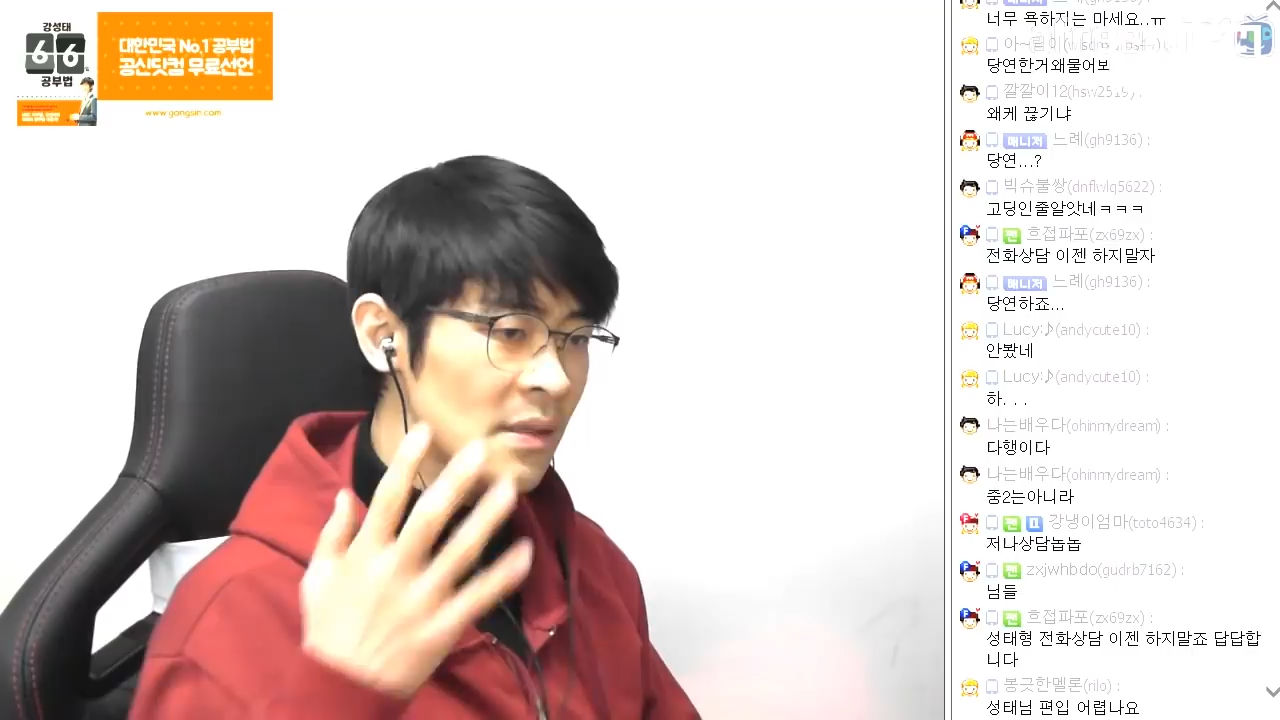 강성태
66
공부법
대한민국 No.1 공부법
공신닷컴 무료선언
www.gongsin.com
너무 욕하지는 마세요..ㅠ
당연한거왜물어보
깔깔이12(hsw2519) :
왜케 끊기냐
매니저 느례(gh9136) :
당연...?
빅슈불쌍(dnflwlq5622) :
고딩인줄알앗네ㅋㅋㅋ
팬 흐접파포(zx69zx) :
전화상담 이젠 하지말자
매니저 느례(gh9136) :
당연하죠...
Lucy:♪(andycute10) :
안봤네
Lucy:♪(andycute10) :
하. . .
나는배우다(ohinmydream) :
다행이다
나는배우다(ohinmydream) :
중2는아니라
팬 강냉이엄마(toto4634) :
저나상담놉놉
팬 zxjwhbdo(gudrb7162) :
님들
팬 흐접파포(zx69zx) :
성태형 전화상담 이젠 하지말죠 답답합
니다
봉긋한멜론(rilo) :
성태님 편입 어렵나요